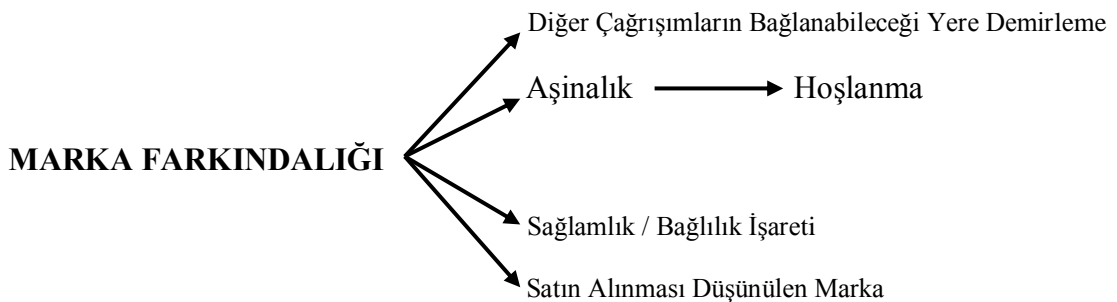 Diğer Çağrışımların Bağlanabileceği Yere Demirleme
Aşinalık Hoşlanma
MARKA FARKINDALIĞI
Sağlamlık / Bağlılık İşareti
Satın Alınması Düşünülen Marka